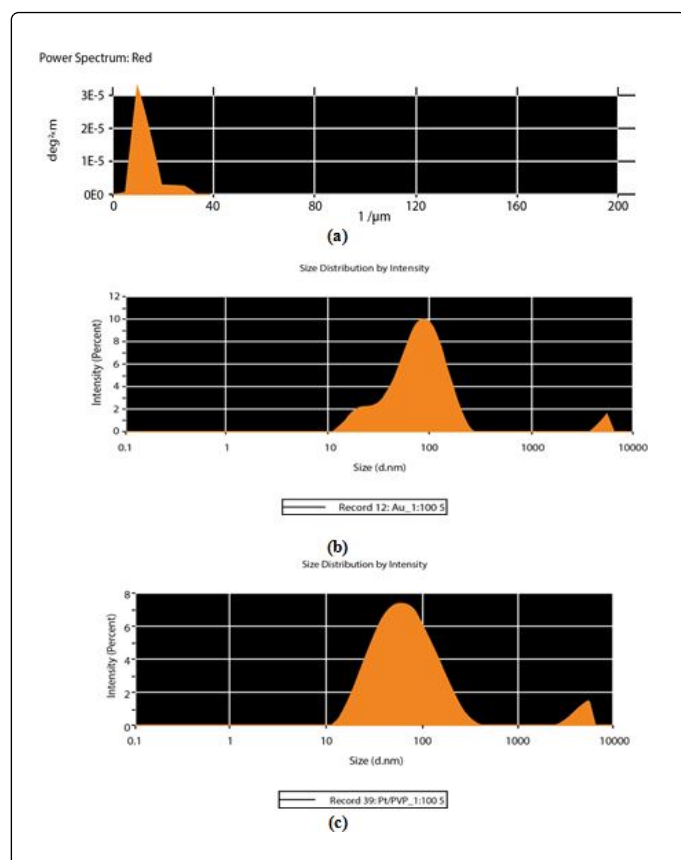 Power Spectrum: Red
deg²·m
3E-5
2E-5
1E-5
0E0
0 40 80 120 160 200
1 /µm
(a)
Size Distribution by Intensity
Intensity (Percent)
12
10
8
6
4
2
0
0.1 1 10 100 1000 10000
Size (d.nm)
Record 12: Au_1:100 S
(b)
Size Distribution by Intensity
Intensity (Percent)
8
6
4
2
0
0.1 1 10 100 1000 10000
Size (d.nm)
Record 39: Pt/PVP_1:100 S
(c)